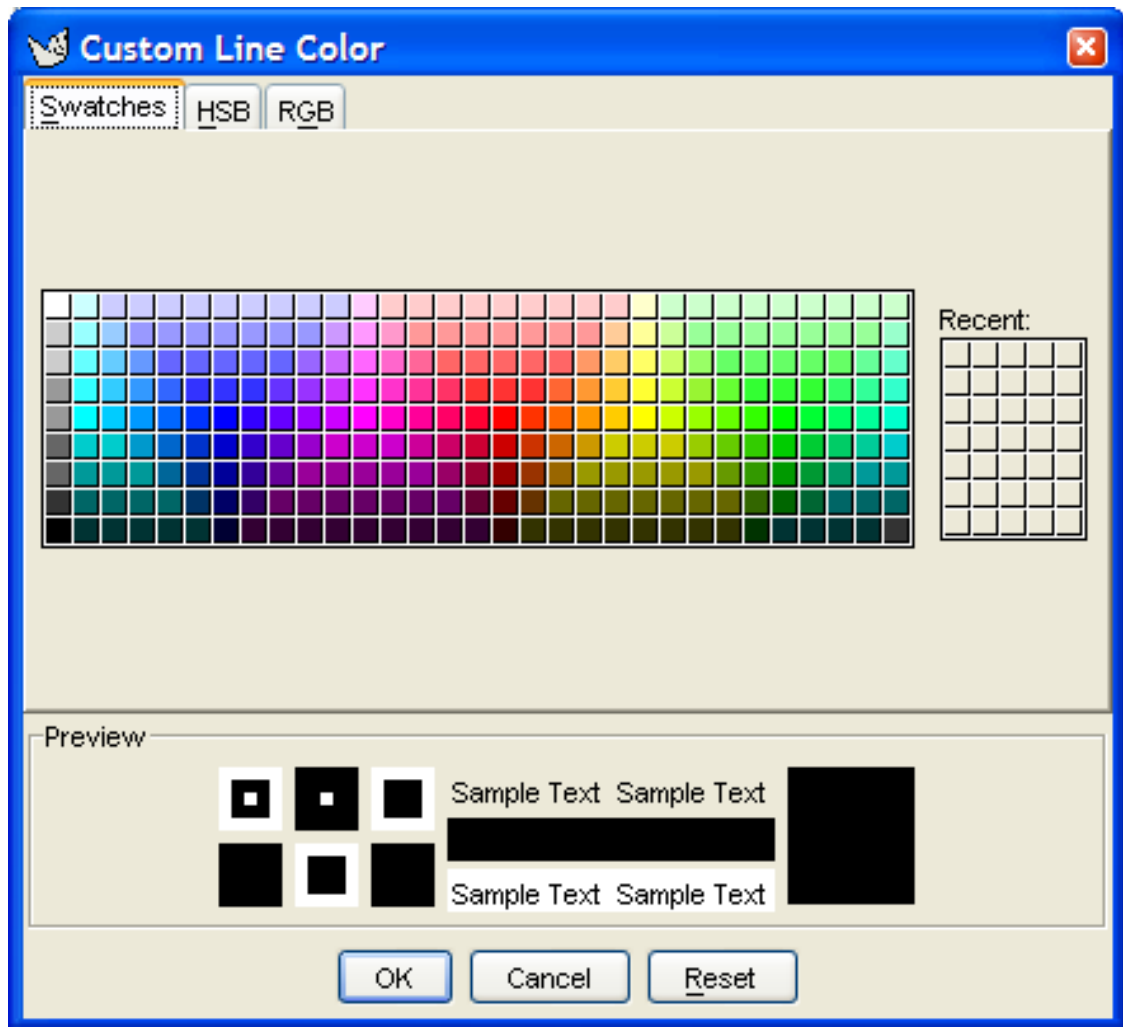 Custom Line Color
Swatches HSB RGB
Recent:
Preview
Sample Text Sample Text
Sample Text Sample Text
OK Cancel Reset